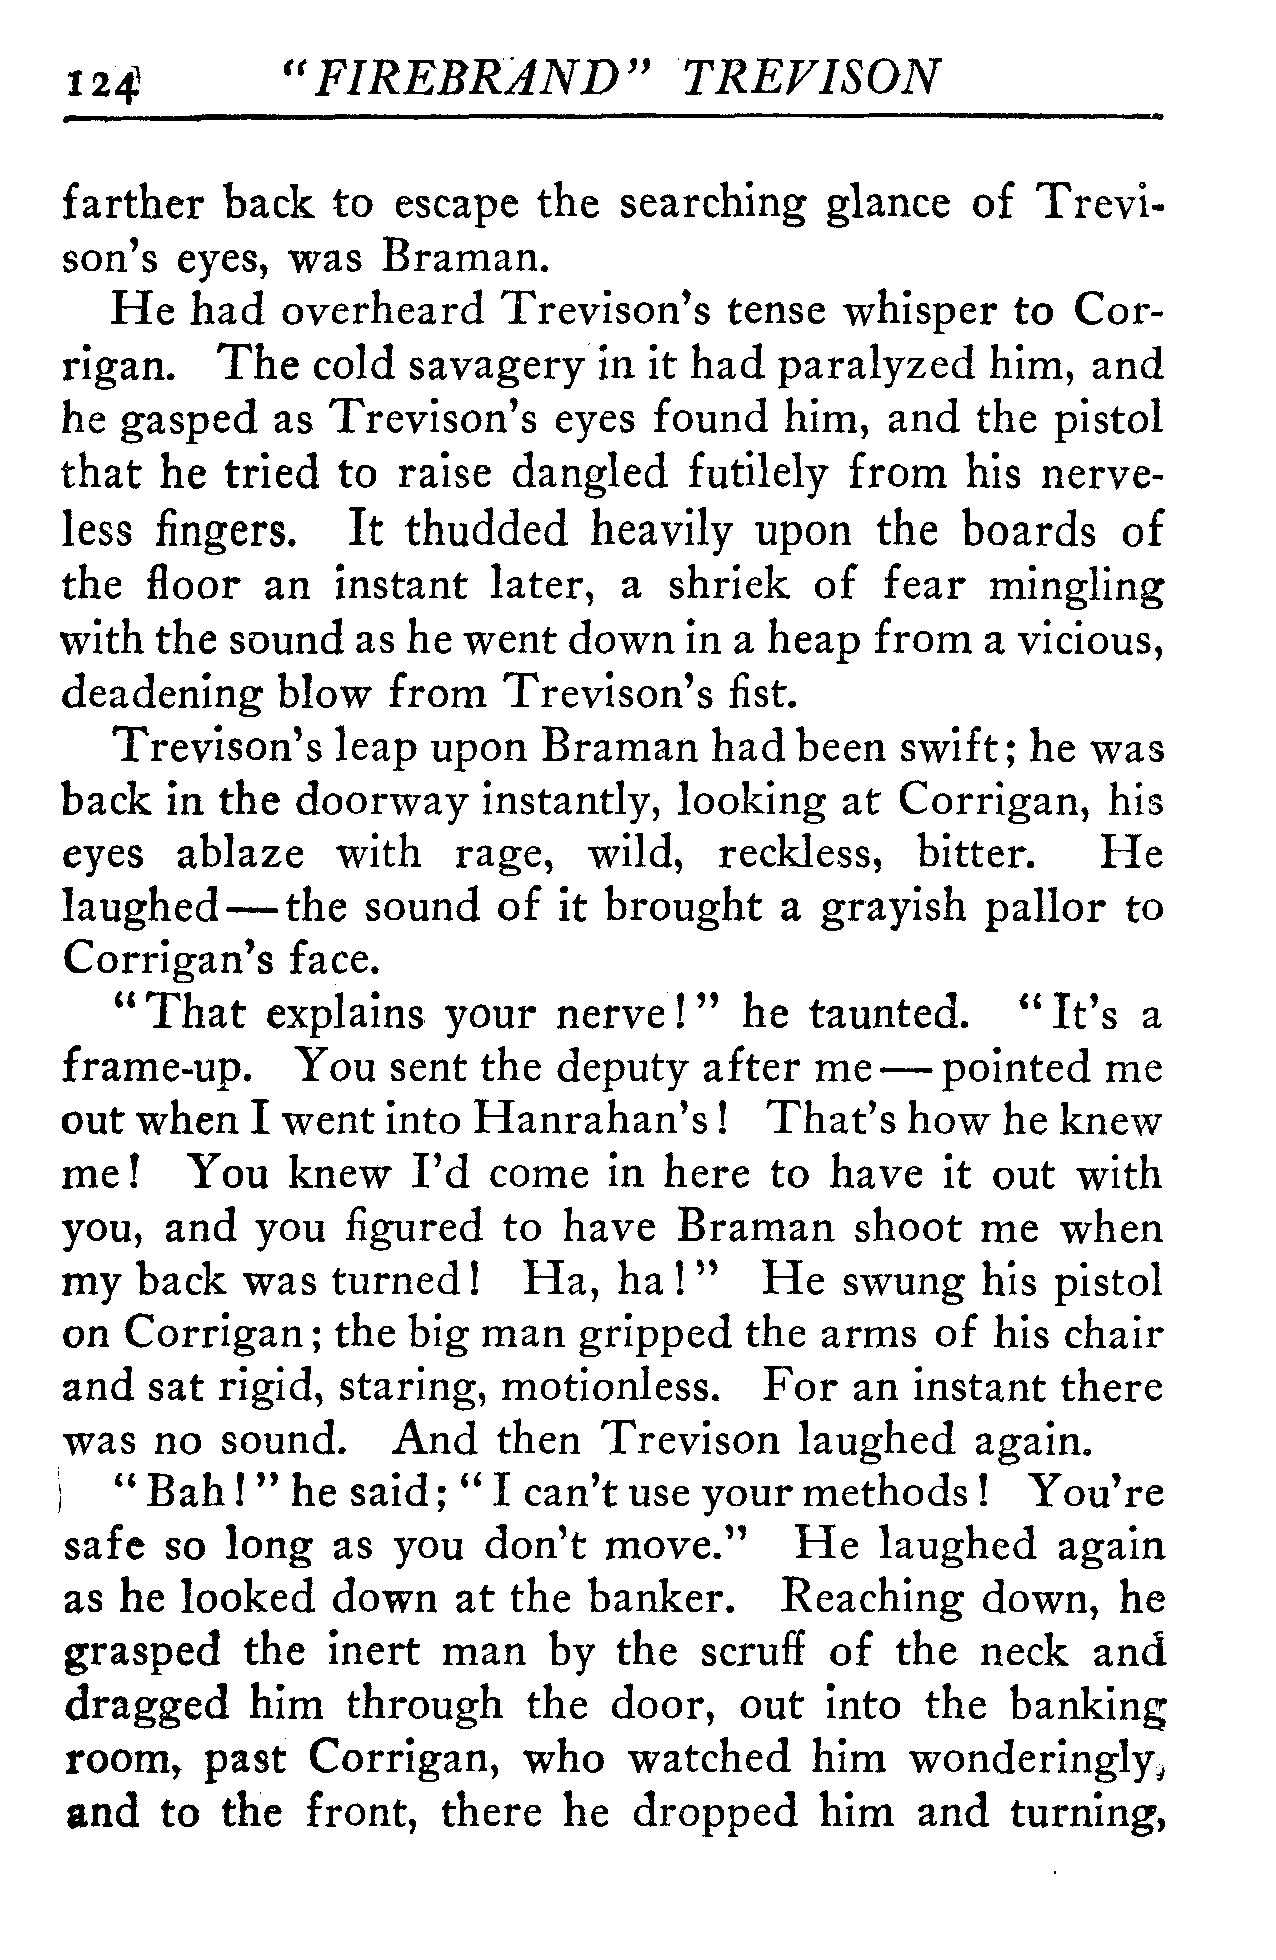 124 "FIREBRAND" TREVISON
farther back to escape the searching glance of Trevi-
son's eyes, was Braman.
He had overheard Trevison's tense whisper to Cor-
rigan. The cold savagery in it had paralyzed him, and
he gasped as Trevison's eyes found him, and the pistol
that he tried to raise dangled futilely from his nerve-
less fingers. It thudded heavily upon the boards of
the floor an instant later, a shriek of fear mingling
with the sound as he went down in a heap from a vicious,
deadening blow from Trevison's fist.
Trevison's leap upon Braman had been swift; he was
back in the doorway instantly, looking at Corrigan, his
eyes ablaze with rage, wild, reckless, bitter. He
laughed—the sound of it brought a grayish pallor to
Corrigan's face.
"That explains your nerve!" he taunted. "It's a
frame-up. You sent the deputy after me—pointed me
out when I went into Hanrahan's! That's how he knew
me! You knew I'd come in here to have it out with
you, and you figured to have Braman shoot me when
my back was turned! Ha, ha!" He swung his pistol
on Corrigan; the big man gripped the arms of his chair
and sat rigid, staring, motionless. For an instant there
was no sound. And then Trevison laughed again.
"Bah!" he said; "I can't use your methods! You're
safe so long as you don't move." He laughed again
as he looked down at the banker. Reaching down, he
grasped the inert man by the scruff of the neck and
dragged him through the door, out into the banking
room, past Corrigan, who watched him wonderingly,
and to the front, there he dropped him and turning,